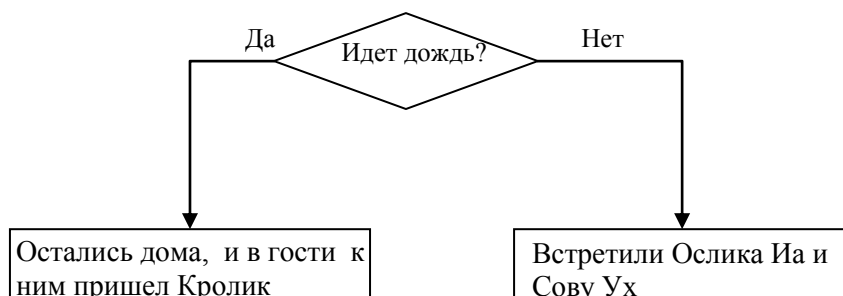 Да
Идет дождь?
Нет
Остались дома,  и в гости  к
ним пришел Кролик
Встретили Ослика Иа и
Сову Ух